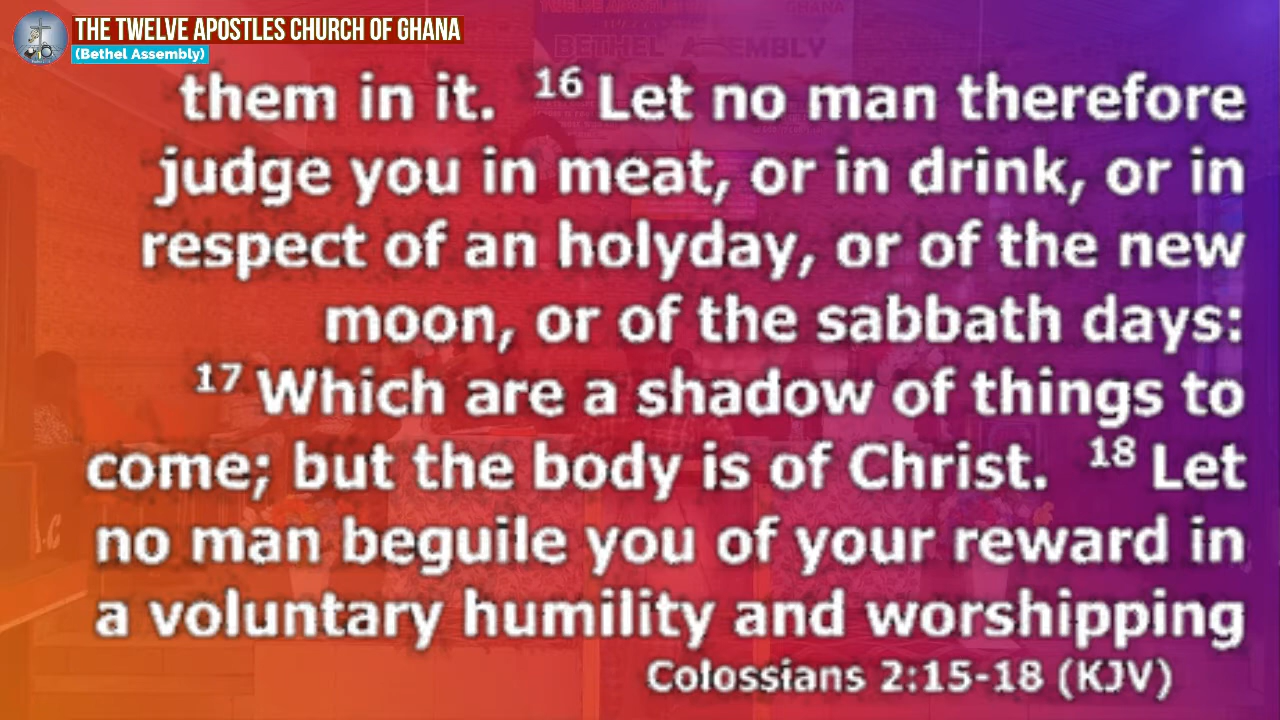 THE TWELVE APOSTLES CHURCH OF GHANA
(Bethel Assembly)
BETHEL ASSEMBLY
GHANA
them in it. 16 Let no man therefore
judge you in meat, or in drink, or in
respect of an holyday, or of the new
moon, or of the sabbath days:
17 Which are a shadow of things to
come; but the body is of Christ. 18 Let
no man beguile you of your reward in
a voluntary humility and worshipping
Colossians 2:15-18 (KJV)